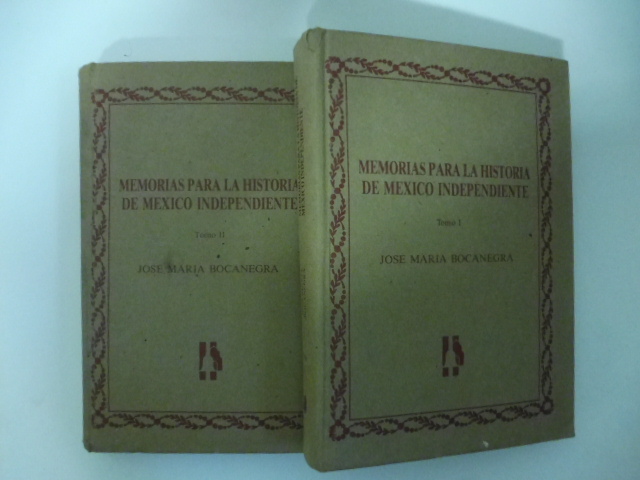 MEMORIAS PARA LA HISTORIA
DE MEXICO INDEPENDIENTE
Tomo II
JOSE MARIA BOCANEGRA
MEMORIAS PARA LA HISTORIA
DE MEXICO INDEPENDIENTE
Tomo I
JOSE MARIA BOCANEGRA